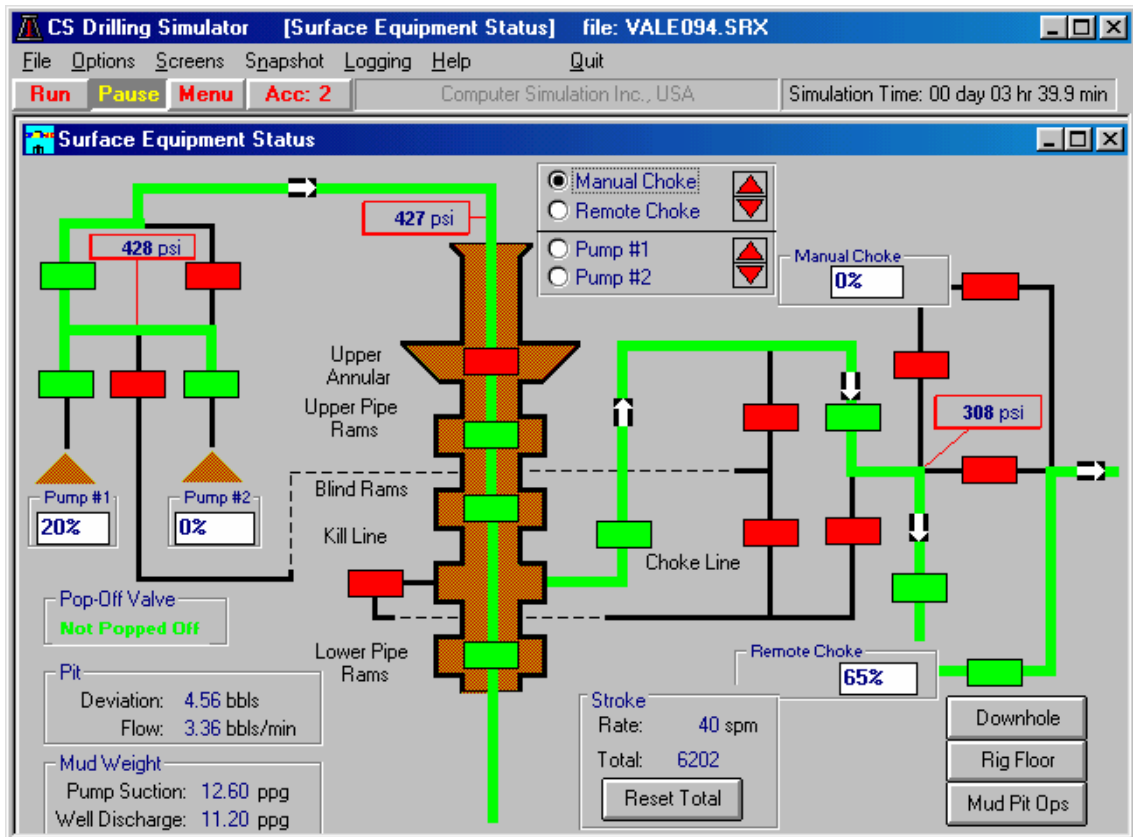 CS Drilling Simulator [Surface Equipment Status] file: VALE094.SRX
File Options Screens Snapshot Logging Help Quit
Run Pause Menu Acc: 2 Computer Simulation Inc., USA Simulation Time: 00 day 03 hr 39.9 min
Surface Equipment Status
Manual Choke
Remote Choke
Pump #1
Pump #2
427 psi
428 psi
Manual Choke
0%
Upper
Annular
Upper Pipe
Rams
308 psi
Blind Rams
Pump #1
20%
Pump #2
0%
Kill Line
Choke Line
Pop-Off Valve
Not Popped Off
Lower Pipe
Rams
Remote Choke
65%
Pit
Deviation: 4.56 bbls
Flow: 3.36 bbls/min
Stroke
Rate: 40 spm
Total: 6202
Reset Total
Downhole
Rig Floor
Mud Pit Ops
Mud Weight
Pump Suction: 12.60 ppg
Well Discharge: 11.20 ppg